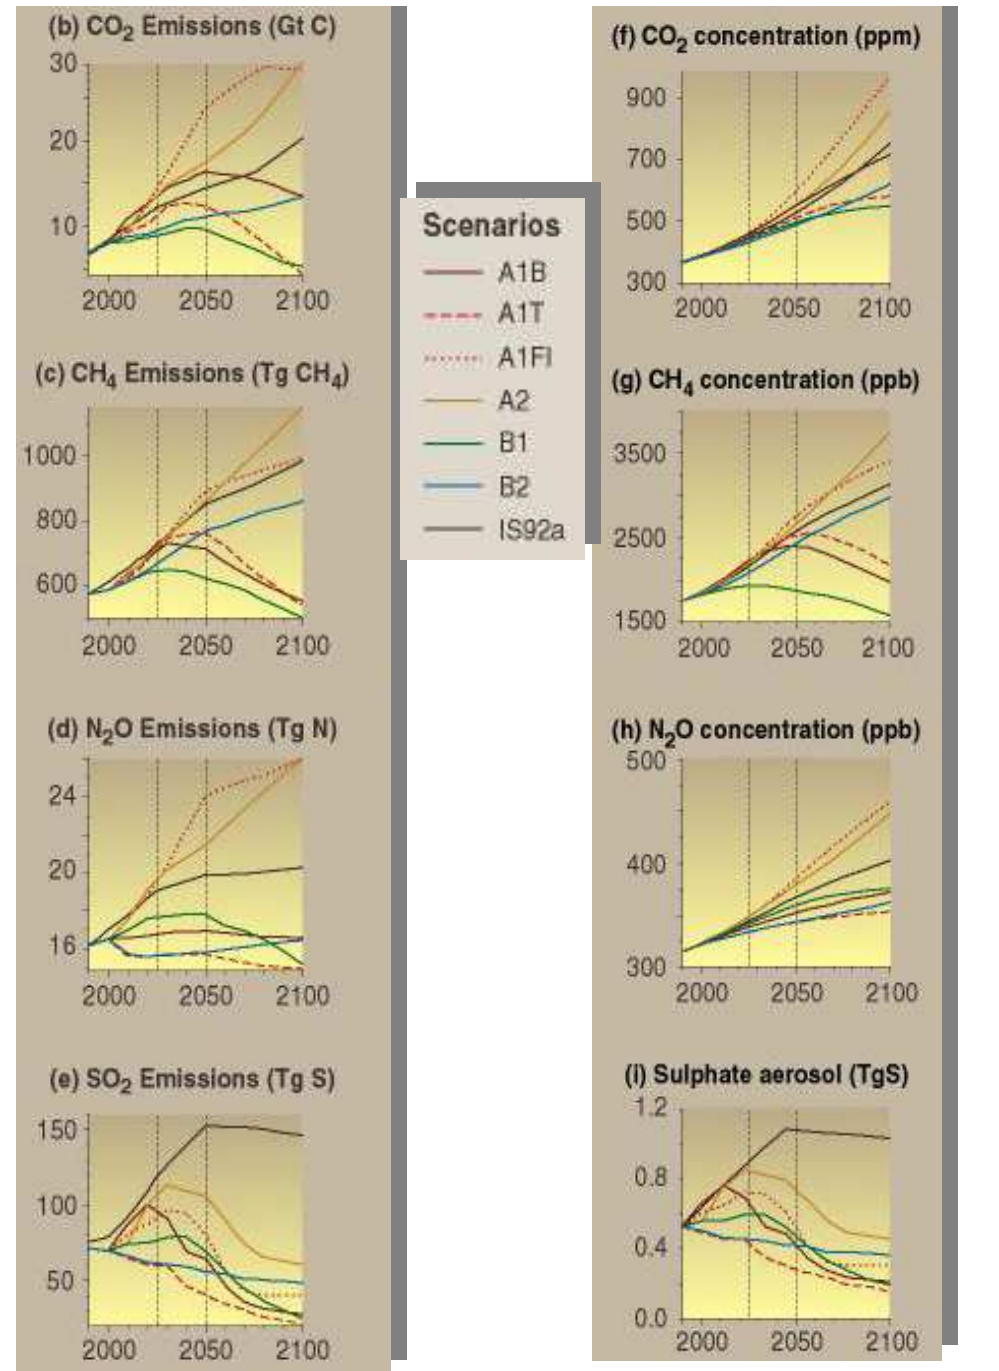 (b) CO₂ Emissions (Gt C)
30
20
10
2000 2050 2100
(c) CH₄ Emissions (Tg CH₄)
1000
800
600
2000 2050 2100
(d) N₂O Emissions (Tg N)
24
20
16
2000 2050 2100
(e) SO₂ Emissions (Tg S)
150
100
50
2000 2050 2100
Scenarios
A1B
A1T
A1FI
A2
B1
B2
IS92a
(f) CO₂ concentration (ppm)
900
700
500
300
2000 2050 2100
(g) CH₄ concentration (ppb)
3500
2500
1500
2000 2050 2100
(h) N₂O concentration (ppb)
500
400
300
2000 2050 2100
(i) Sulphate aerosol (TgS)
1.2
0.8
0.4
0.0
2000 2050 2100